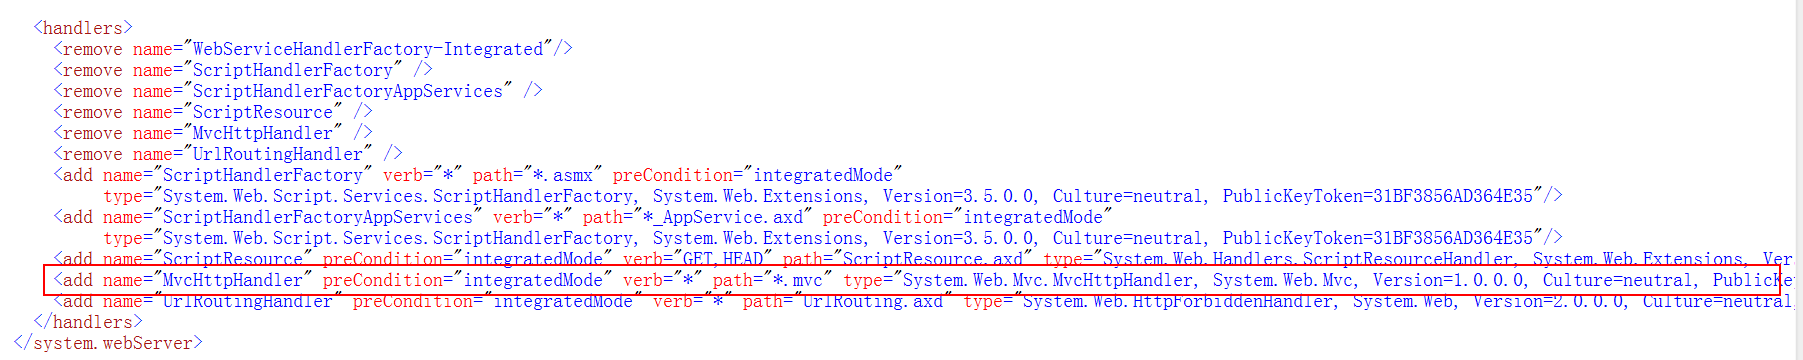 <handlers>
<remove name="WebServiceHandlerFactory-Integrated"/>
<remove name="ScriptHandlerFactory" />
<remove name="ScriptHandlerFactoryAppServices" />
<remove name="ScriptResource" />
<remove name="MvcHttpHandler" />
<remove name="UrlRoutingHandler" />
<add name="ScriptHandlerFactory" verb="*" path="*.asmx" preCondition="integratedMode"
type="System.Web.Script.Services.ScriptHandlerFactory, System.Web.Extensions, Version=3.5.0.0, Culture=neutral, PublicKeyToken=31BF3856AD364E35"/>
<add name="ScriptHandlerFactoryAppServices" verb="*" path="*_AppService.axd" preCondition="integratedMode"
type="System.Web.Script.Services.ScriptHandlerFactory, System.Web.Extensions, Version=3.5.0.0, Culture=neutral, PublicKeyToken=31BF3856AD364E35"/>
<add name="ScriptResource" preCondition="integratedMode" verb="GET,HEAD" path="ScriptResource.axd" type="System.Web.Handlers.ScriptResourceHandler, System.Web.Extensions, Ver
<add name="MvcHttpHandler" preCondition="integratedMode" verb="*" path="*.mvc" type="System.Web.Mvc.MvcHttpHandler, System.Web.Mvc, Version=1.0.0.0, Culture=neutral, PublicKe
<add name="UrlRoutingHandler" preCondition="integratedMode" verb="*" path="UrlRouting.axd" type="System.Web.HttpForbiddenHandler, System.Web, Version=2.0.0.0, Culture=neutral,
</handlers>
</system.webServer>